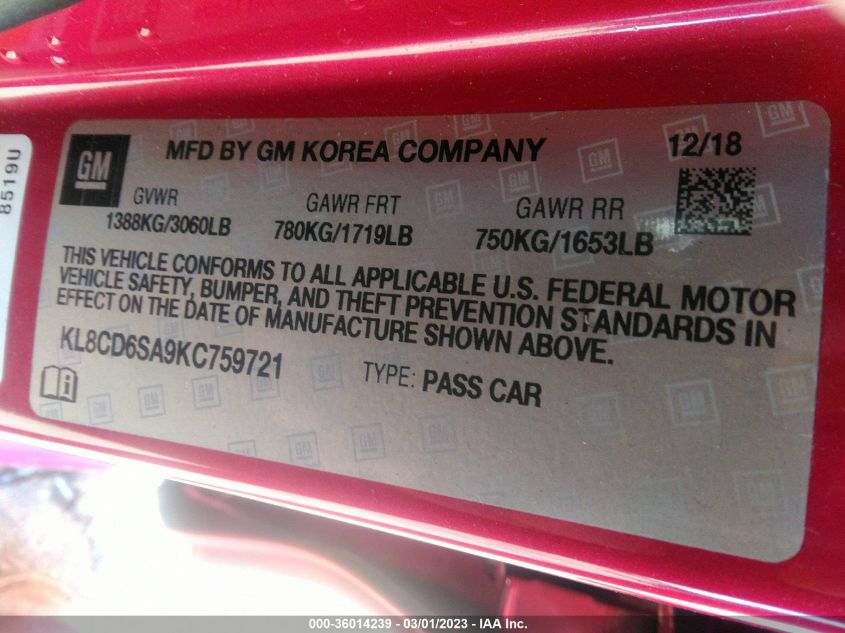 8519U
GM
MFD BY GM KOREA COMPANY
12/18
GVWR
GAWR FRT
GAWR RR
1388KG/3060LB
780KG/1719LB
750KG/1653LB
THIS VEHICLE CONFORMS TO ALL APPLICABLE U.S. FEDERAL MOTOR
VEHICLE SAFETY, BUMPER, AND THEFT PREVENTION STANDARDS IN
EFFECT ON THE DATE OF MANUFACTURE SHOWN ABOVE.
KL8CD6SA9KC759721
TYPE: PASS CAR
000-36014239 - 03/01/2023 - IAA Inc.